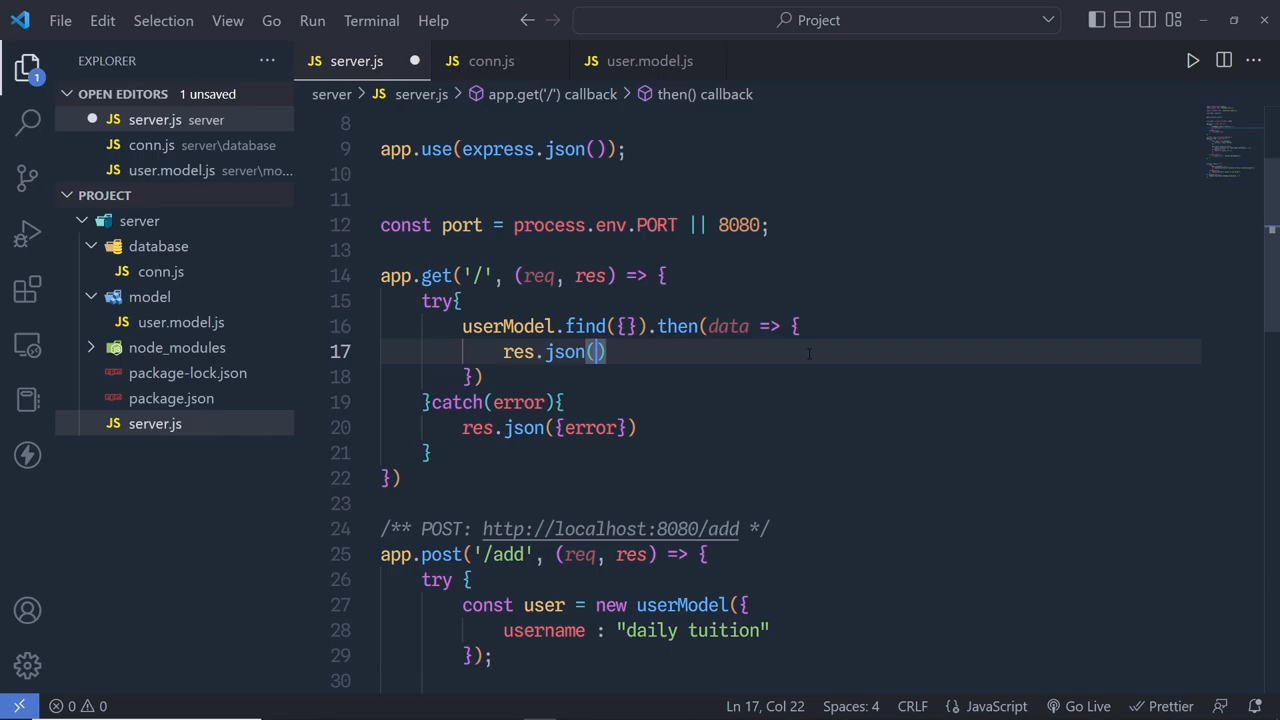 File Edit Selection View Go Run Terminal Help Project
EXPLORER
OPEN EDITORS 1 unsaved
server.js server
conn.js server\database
user.model.js server\mo...
PROJECT
server
database
conn.js
model
user.model.js
node_modules
package-lock.json
package.json
server.js
1
JS server.js JS conn.js JS user.model.js
server > JS server.js > app.get('/') callback > then() callback
8
9 app.use(express.json());
10
11
12 const port = process.env.PORT || 8080;
13
14 app.get('/', (req, res) => {
15 try{
16 userModel.find({}).then(data => {
17 res.json()
18 })
19 }catch(error){
20 res.json({error})
21 }
22 })
23
24 /** POST: http://localhost:8080/add */
25 app.post('/add', (req, res) => {
26 try {
27 const user = new userModel({
28 username : "daily tuition"
29 });
30
0 0 Ln 17, Col 22 Spaces: 4 CRLF {} JavaScript Go Live Prettier